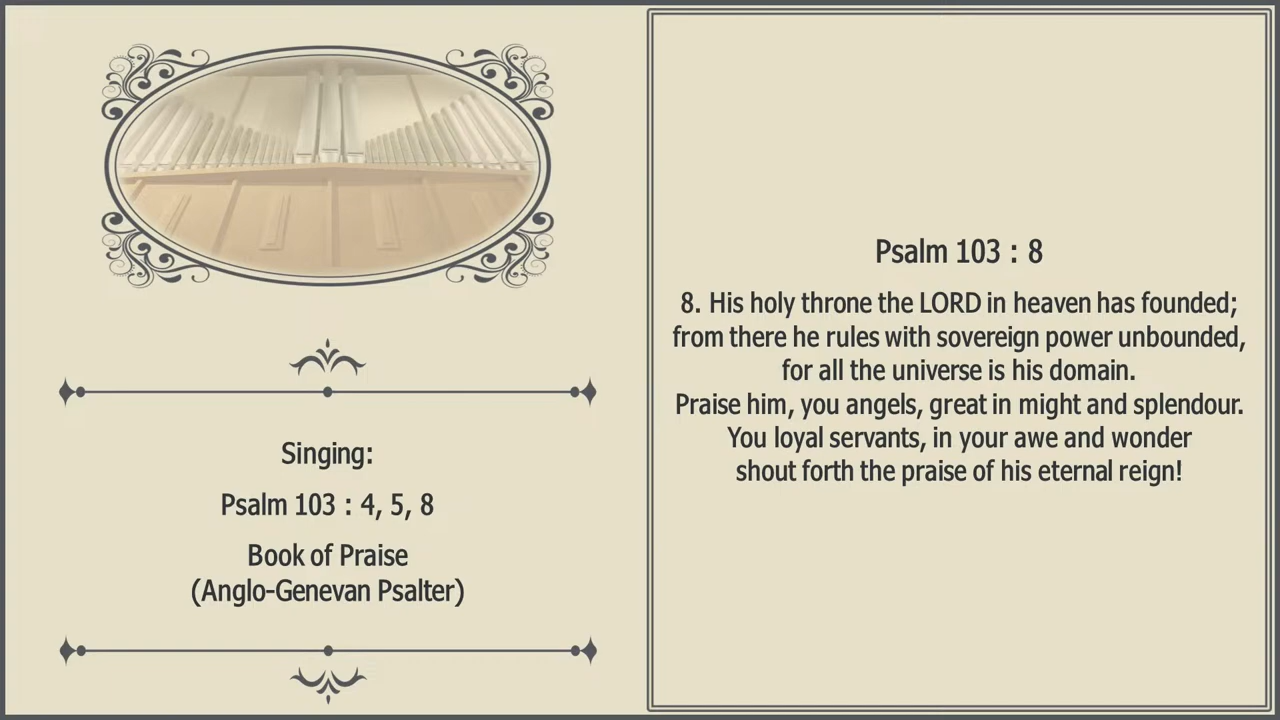 Singing:
Psalm 103 : 4, 5, 8
Book of Praise
(Anglo-Genevan Psalter)
Psalm 103 : 8
8. His holy throne the LORD in heaven has founded;
from there he rules with sovereign power unbounded,
for all the universe is his domain.
Praise him, you angels, great in might and splendour.
You loyal servants, in your awe and wonder
shout forth the praise of his eternal reign!